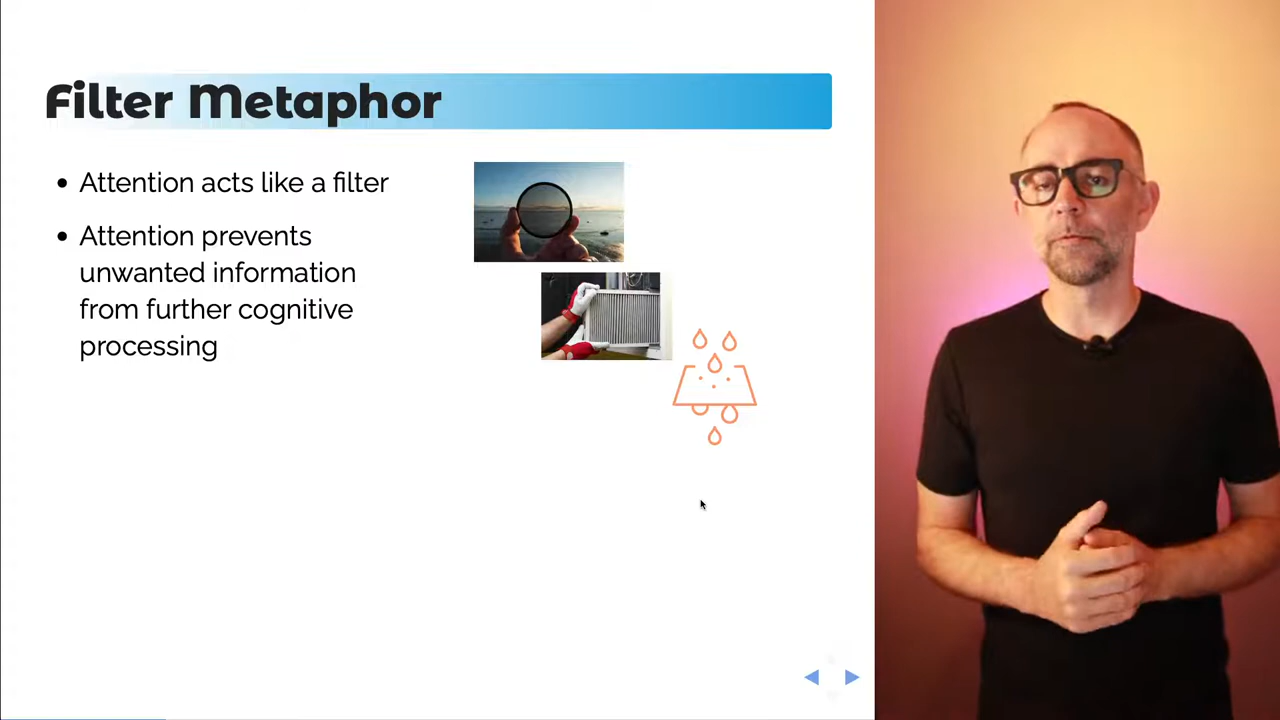 Filter Metaphor
• Attention acts like a filter
• Attention prevents
unwanted information
from further cognitive
processing